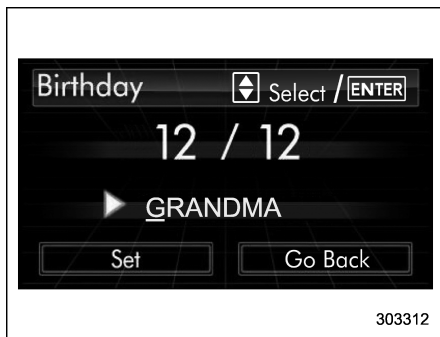 Birthday Select / ENTER
12 / 12
GRANDMA
Set Go Back
303312